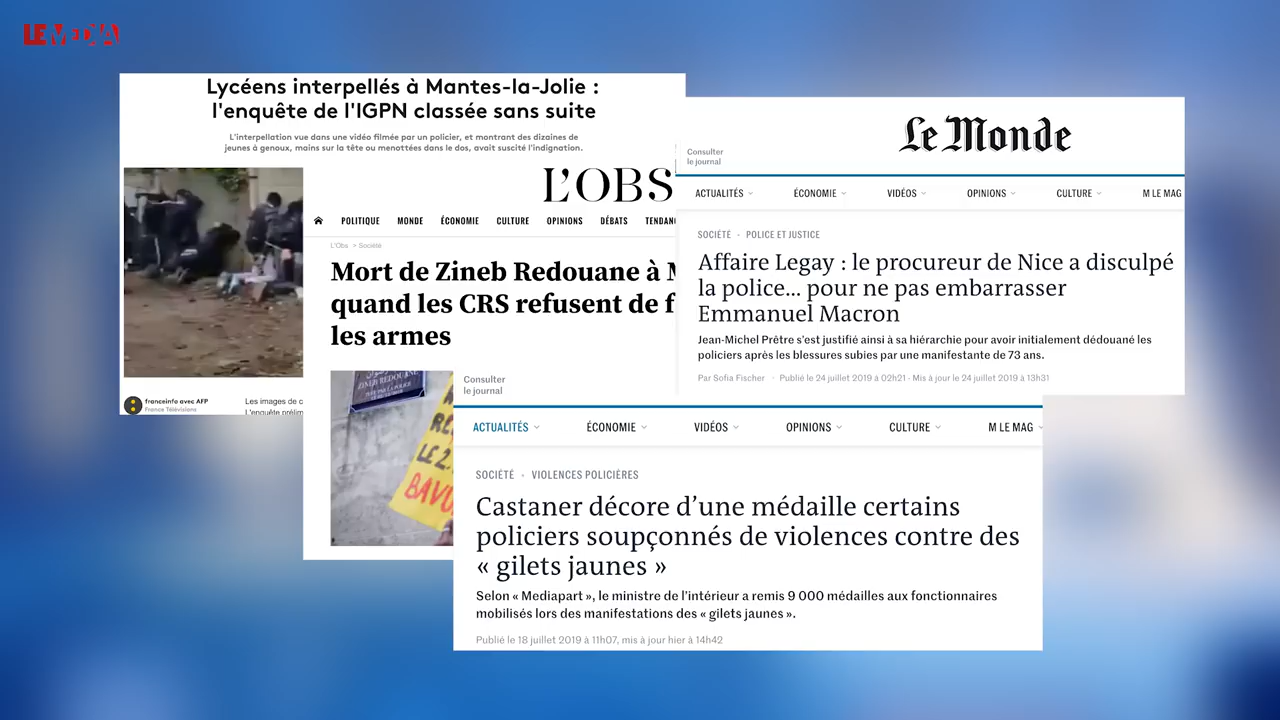 LE MEDIA
Lycéens interpellés à Mantes-la-Jolie :
l'enquête de l'IGPN classée sans suite
L'interpellation vue dans une vidéo filmée par un policier, et montrant des dizaines de
jeunes à genoux, mains sur la tête ou menottées dans le dos, avait suscité l'indignation.
franceinfo avec AFP
France Télévisions
Les images de c
L'enquête prélim
L'OBS
POLITIQUE MONDE ÉCONOMIE CULTURE OPINIONS DÉBATS TENDAN
L'Obs > Société
Mort de Zineb Redouane à M
quand les CRS refusent de f
les armes
ZINEB REDOUANE
Consulter
le journal
Le Monde
ACTUALITÉS ÉCONOMIE VIDÉOS OPINIONS CULTURE M LE MAG
SOCIÉTÉ • POLICE ET JUSTICE
Affaire Legay : le procureur de Nice a disculpé
la police... pour ne pas embarrasser
Emmanuel Macron
Jean-Michel Prêtre s'est justifié ainsi à sa hiérarchie pour avoir initialement dédouané les
policiers après les blessures subies par une manifestante de 73 ans.
Par Sofia Fischer • Publié le 24 juillet 2019 à 02h21 - Mis à jour le 24 juillet 2019 à 13h31
Consulter
le journal
ACTUALITÉS ÉCONOMIE VIDÉOS OPINIONS CULTURE M LE MAG
SOCIÉTÉ • VIOLENCES POLICIÈRES
Castaner décore d'une médaille certains
policiers soupçonnés de violences contre des
« gilets jaunes »
Selon « Mediapart », le ministre de l'intérieur a remis 9 000 médailles aux fonctionnaires
mobilisés lors des manifestations des « gilets jaunes ».
Publié le 18 juillet 2019 à 11h07, mis à jour hier à 14h42